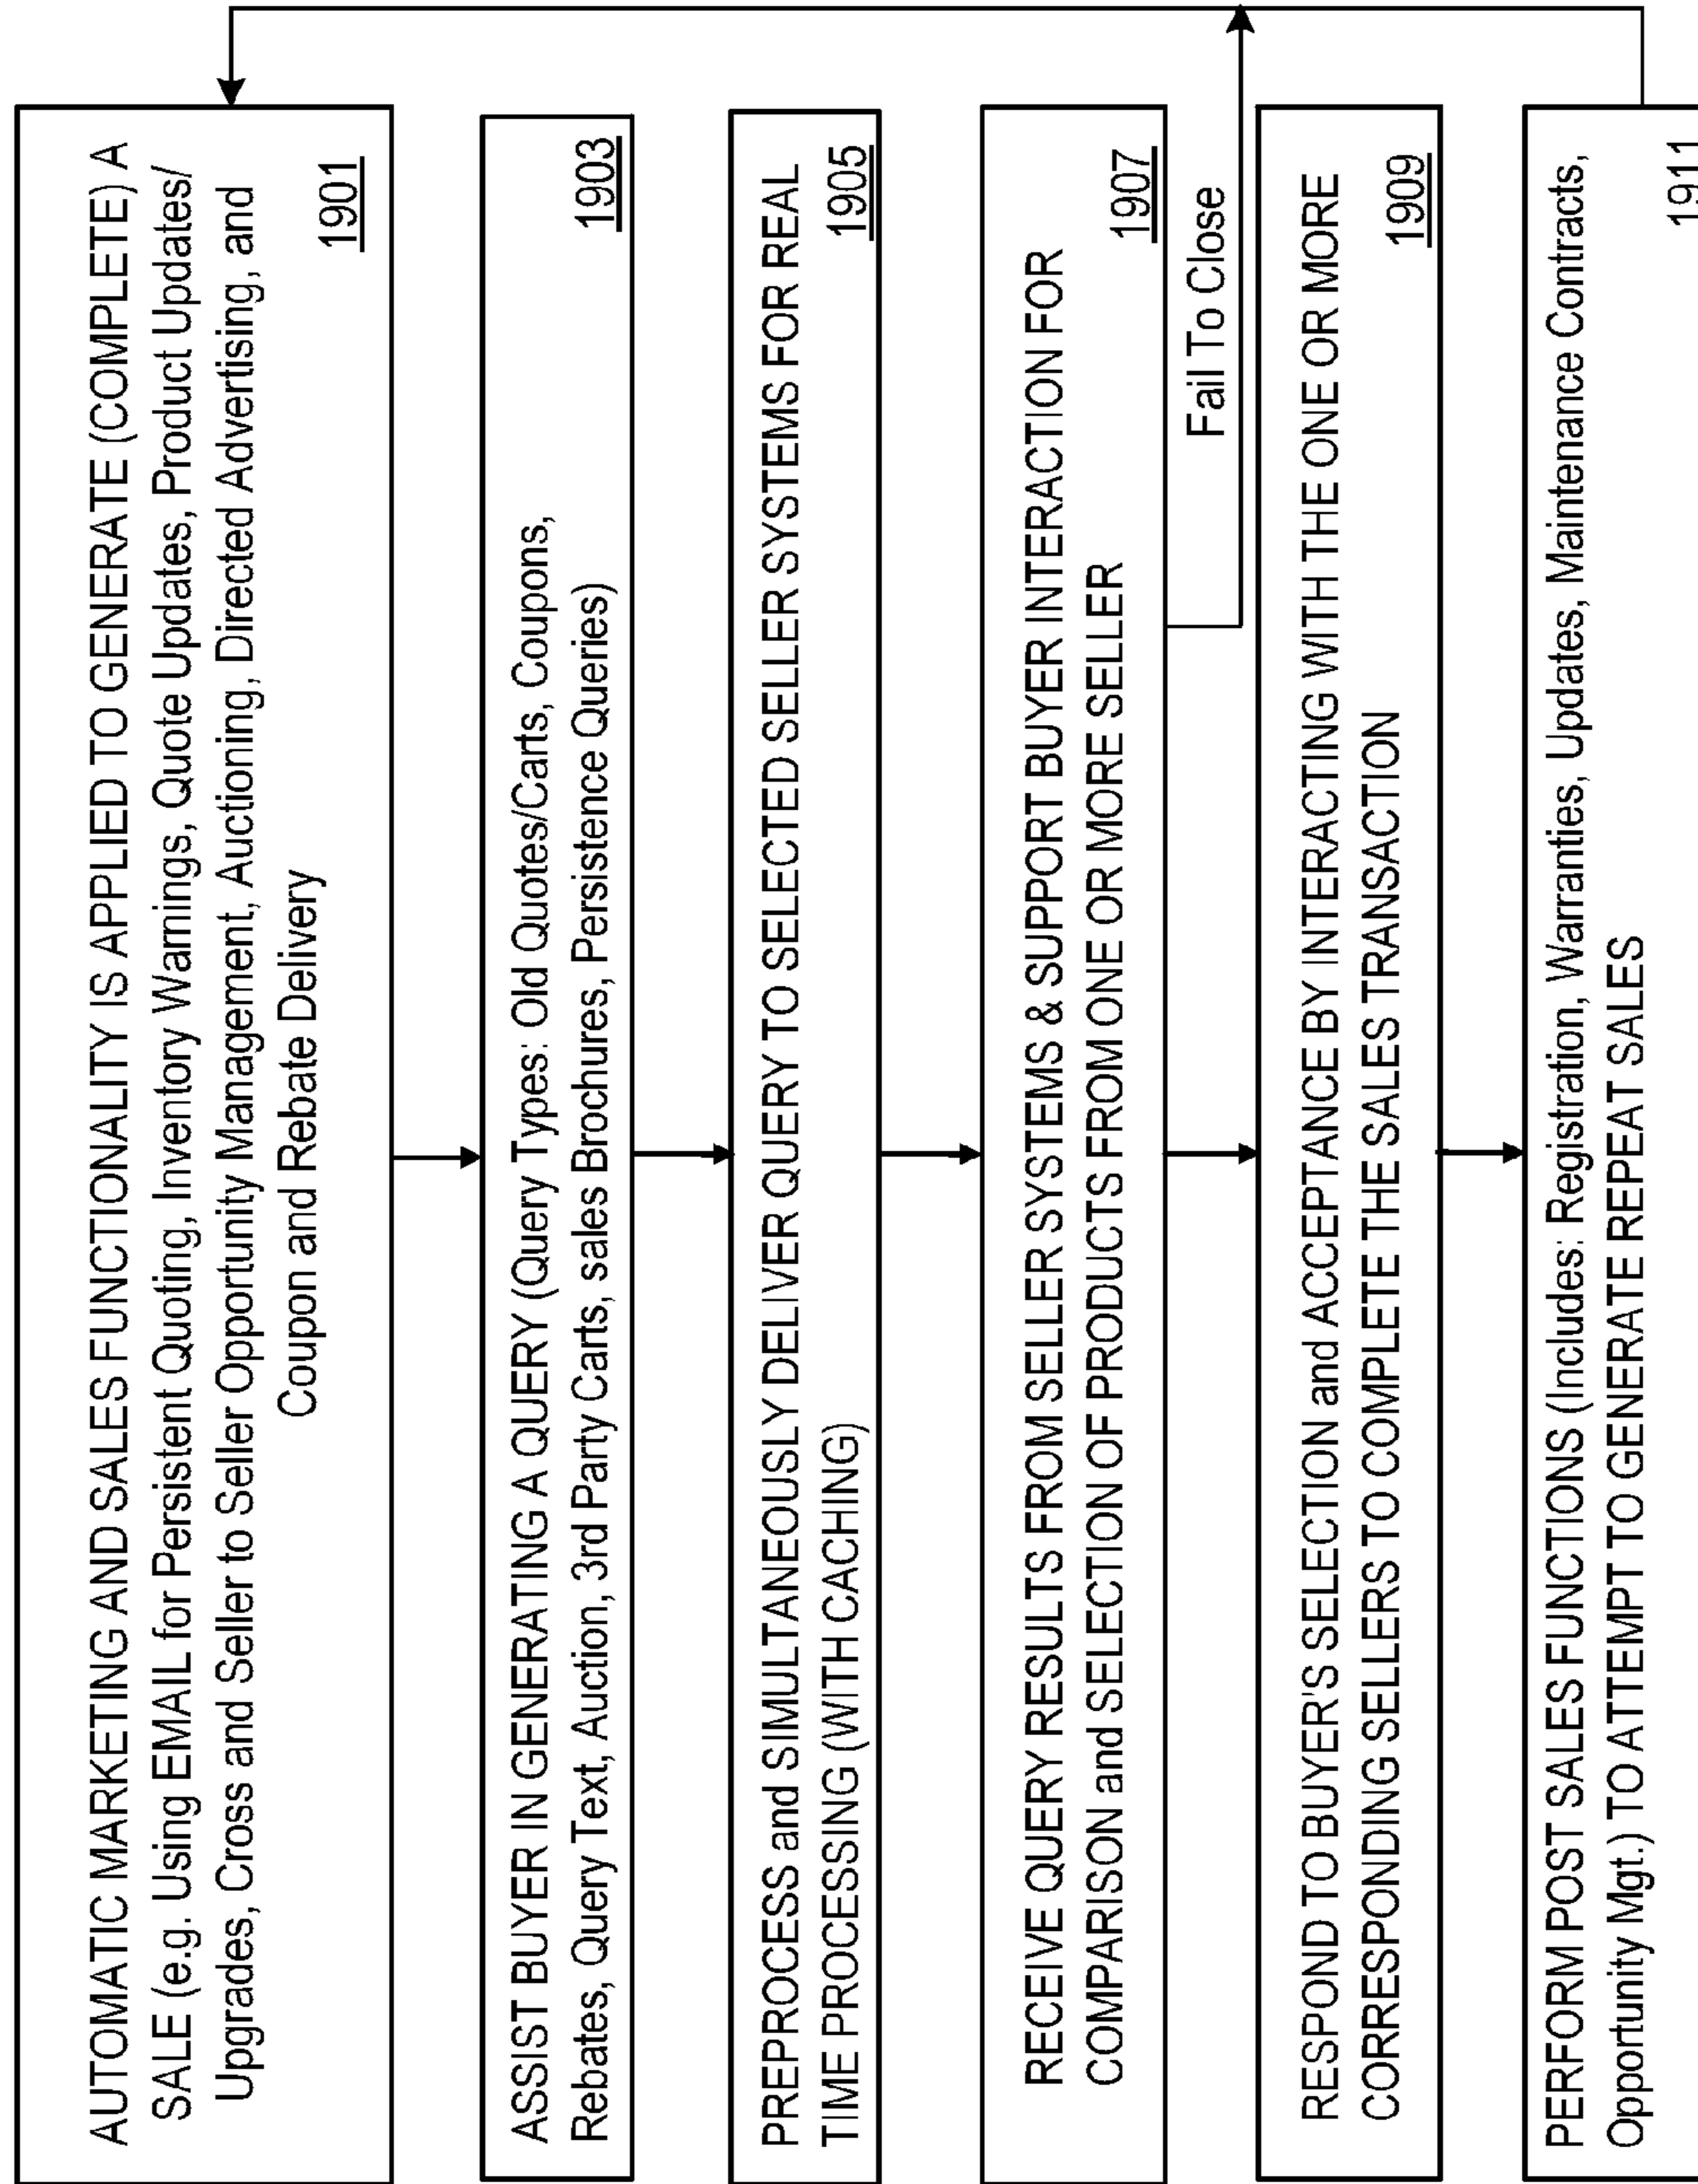 AUTOMATIC MARKETING AND SALES FUNCTIONALITY IS APPLIED TO GENERATE (COMPLETE) A
SALE (e.g. Using EMAIL for Persistent Quoting, Inventory Warnings, Quote Updates, Product Updates/
Upgrades, Cross and Seller to Seller Opportunity Management, Auctioning, Directed Advertising, and
Coupon and Rebate Delivery
1901
ASSIST BUYER IN GENERATING A QUERY (Query Types: Old Quotes/Carts, Coupons,
Rebates, Query Text, Auction, 3rd Party Carts, sales Brochures, Persistence Queries)
1903
PREPROCESS and SIMULTANEOUSLY DELIVER QUERY TO SELECTED SELLER SYSTEMS FOR REAL
TIME PROCESSING (WITH CACHING)
1905
RECEIVE QUERY RESULTS FROM SELLER SYSTEMS & SUPPORT BUYER INTERACTION FOR
COMPARISON and SELECTION OF PRODUCTS FROM ONE OR MORE SELLER
1907
Fail To Close
RESPOND TO BUYER'S SELECTION and ACCEPTANCE BY INTERACTING WITH THE ONE OR MORE
CORRESPONDING SELLERS TO COMPLETE THE SALES TRANSACTION
1909
PERFORM POST SALES FUNCTIONS (Includes: Registration, Warranties, Updates, Maintenance Contracts,
Opportunity Mgt.) TO ATTEMPT TO GENERATE REPEAT SALES
1911